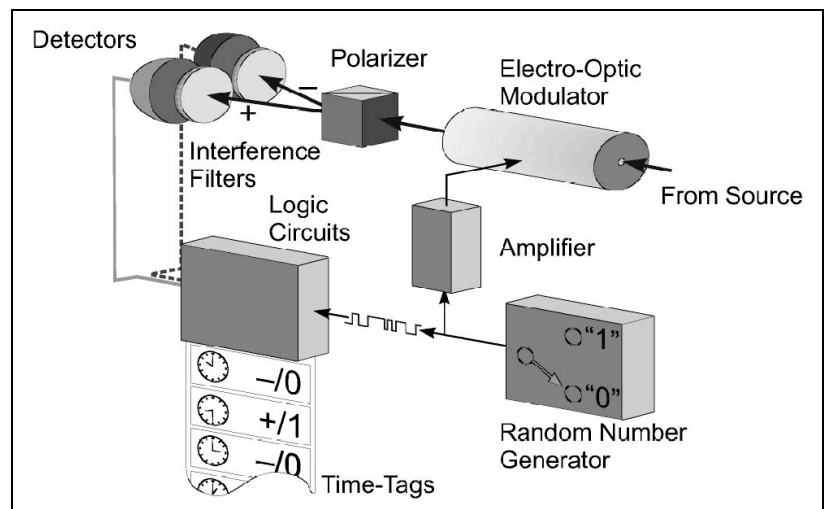 Detectors
Polarizer
Electro-Optic
Modulator
–
+
Interference
Filters
From Source
Logic
Circuits
Amplifier
"1"
"0"
–/0
+/1
–/0
Random Number
Generator
Time-Tags